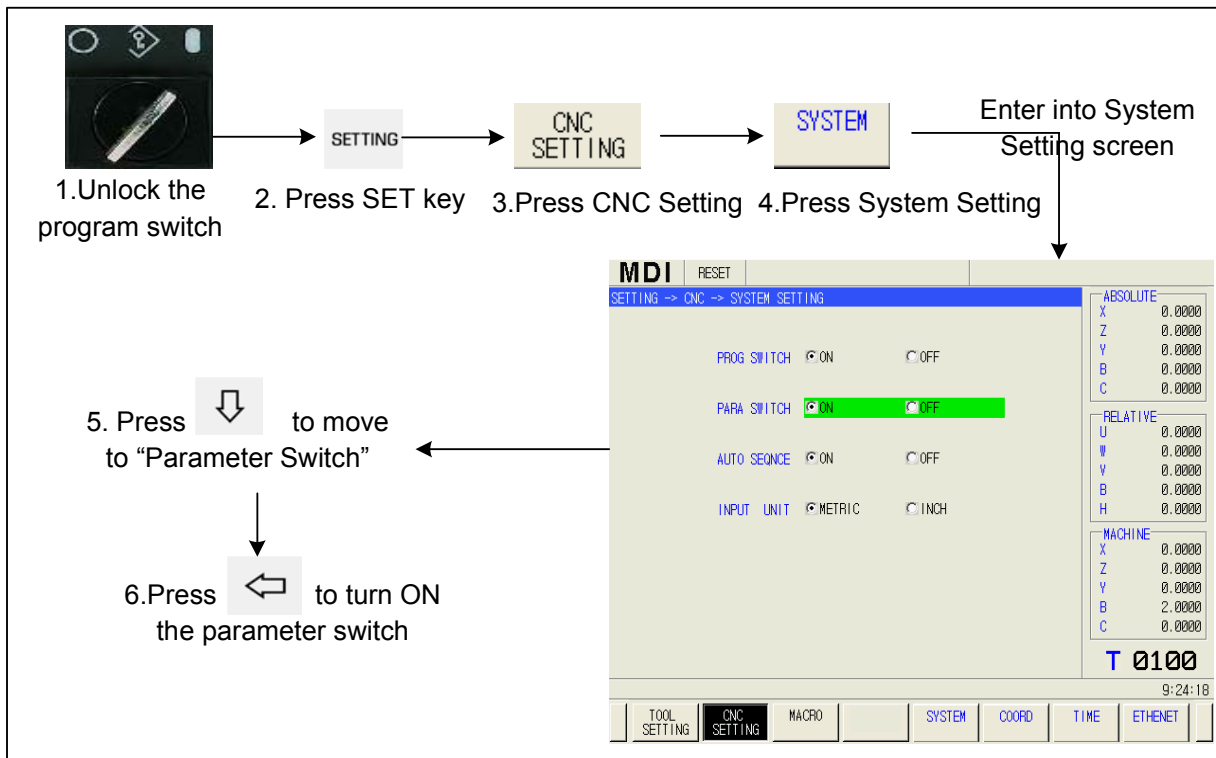 SETTING
CNC
SETTING
SYSTEM
Enter into System
Setting screen
1.Unlock the
program switch
2. Press SET key
3.Press CNC Setting
4.Press System Setting
MDI RESET
SETTING -> CNC -> SYSTEM SETTING
PROG SWITCH ON OFF
PARA SWITCH ON OFF
AUTO SEQNCE ON OFF
INPUT UNIT METRIC INCH
ABSOLUTE
X 0.0000
Z 0.0000
Y 0.0000
B 0.0000
C 0.0000
RELATIVE
U 0.0000
W 0.0000
V 0.0000
B 0.0000
H 0.0000
MACHINE
X 0.0000
Z 0.0000
Y 0.0000
B 2.0000
C 0.0000
T 0100
9:24:18
TOOL
SETTING
CNC
SETTING
MACRO
SYSTEM
COORD
TIME
ETHENET
5. Press to move
to “Parameter Switch”
6.Press to turn ON
the parameter switch